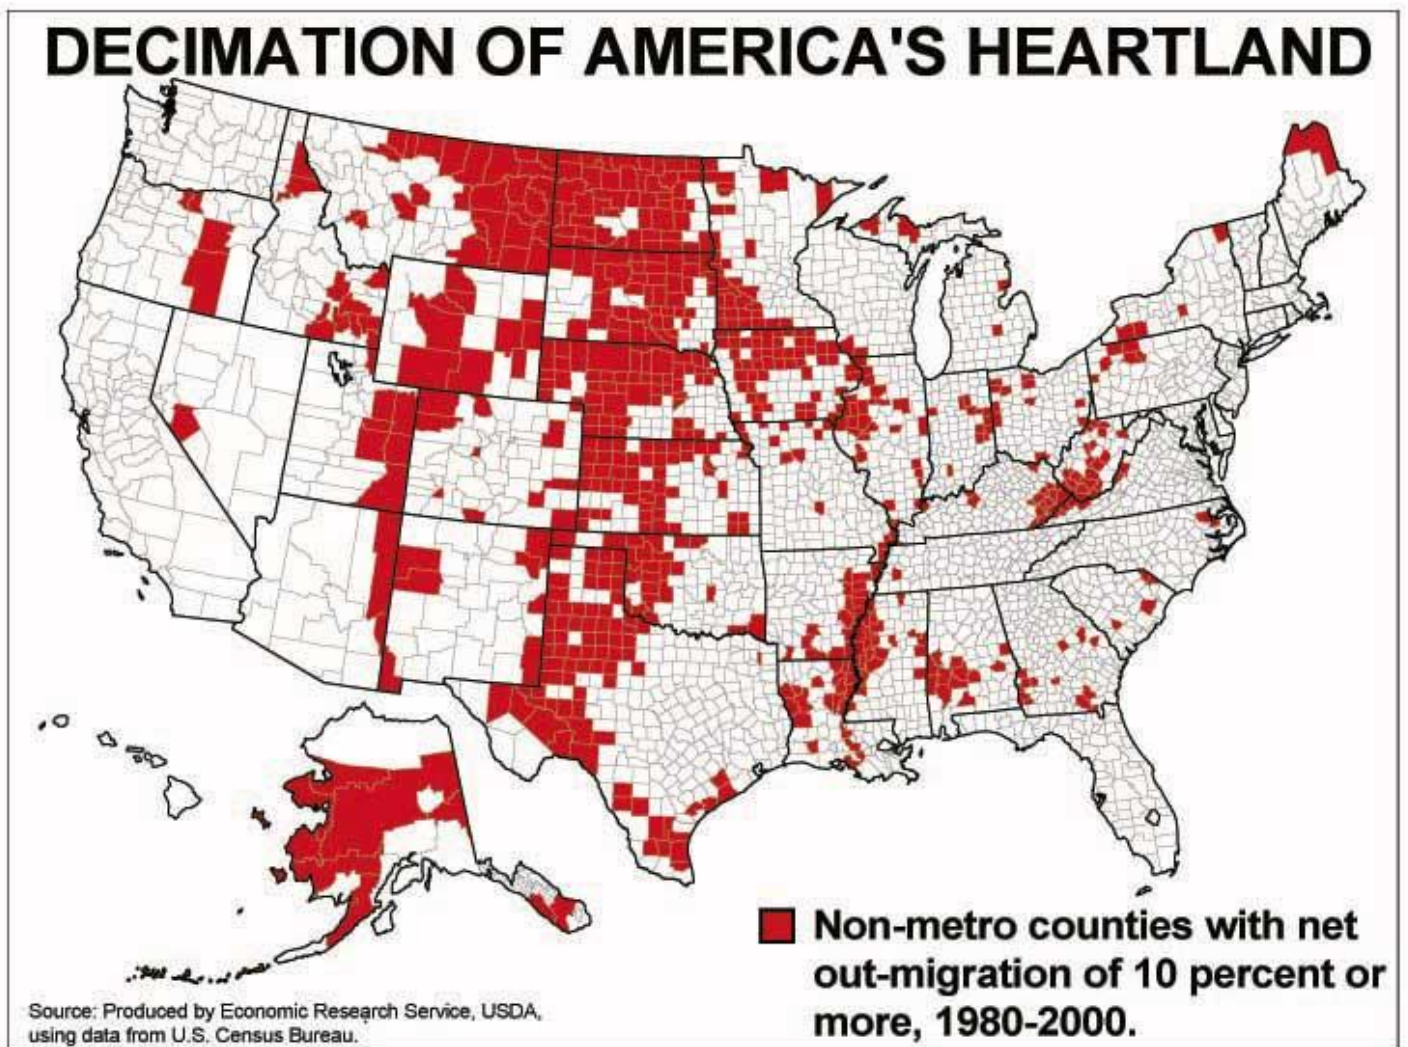 DECIMATION OF AMERICA'S HEARTLAND
Non-metro counties with net
out-migration of 10 percent or
more, 1980-2000.
Source: Produced by Economic Research Service, USDA,
using data from U.S. Census Bureau.